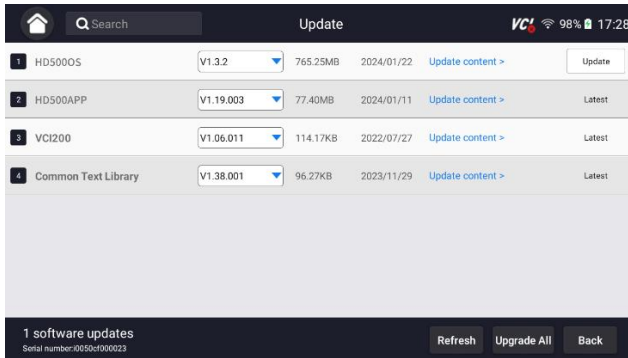 Search
Update
VCI 98% 17:28
1 HD500OS V1.3.2 765.25MB 2024/01/22 Update content > Update
2 HD500APP V1.19.003 77.40MB 2024/01/11 Update content > Latest
3 VCI200 V1.06.011 114.17KB 2022/07/27 Update content > Latest
4 Common Text Library V1.38.001 96.27KB 2023/11/29 Update content > Latest
1 software updates
Serial number:i0050cf000023
Refresh Upgrade All Back